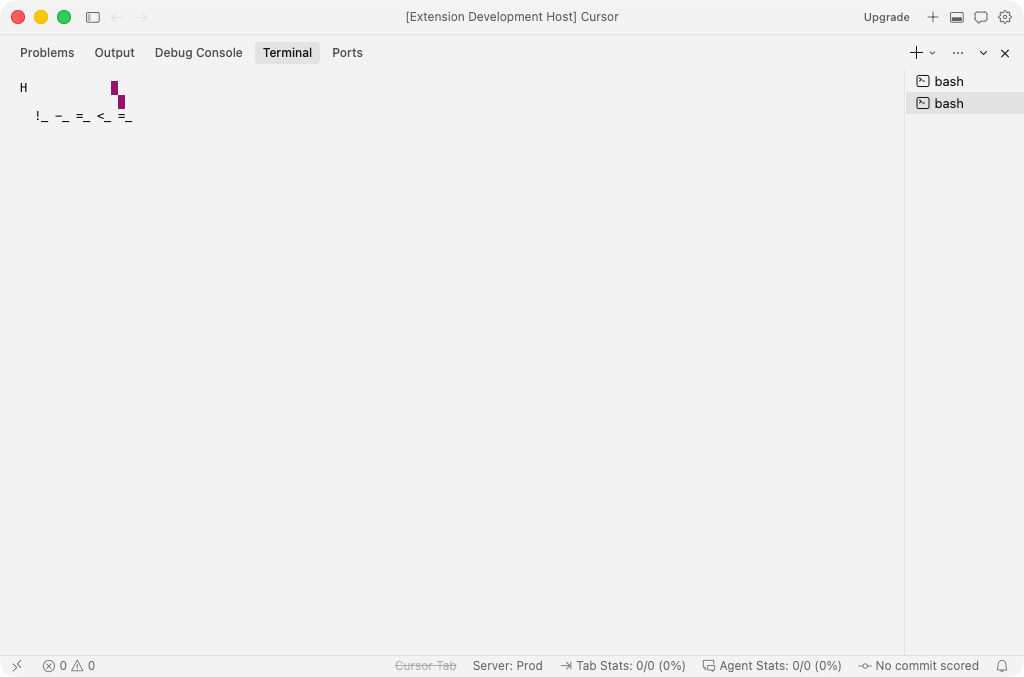 [Extension Development Host] Cursor
Upgrade
Problems Output Debug Console Terminal Ports
H
!_ -_ =_ <_ =_
bash
bash
0 0 Cursor Tab Server: Prod Tab Stats: 0/0 (0%) Agent Stats: 0/0 (0%) No commit scored